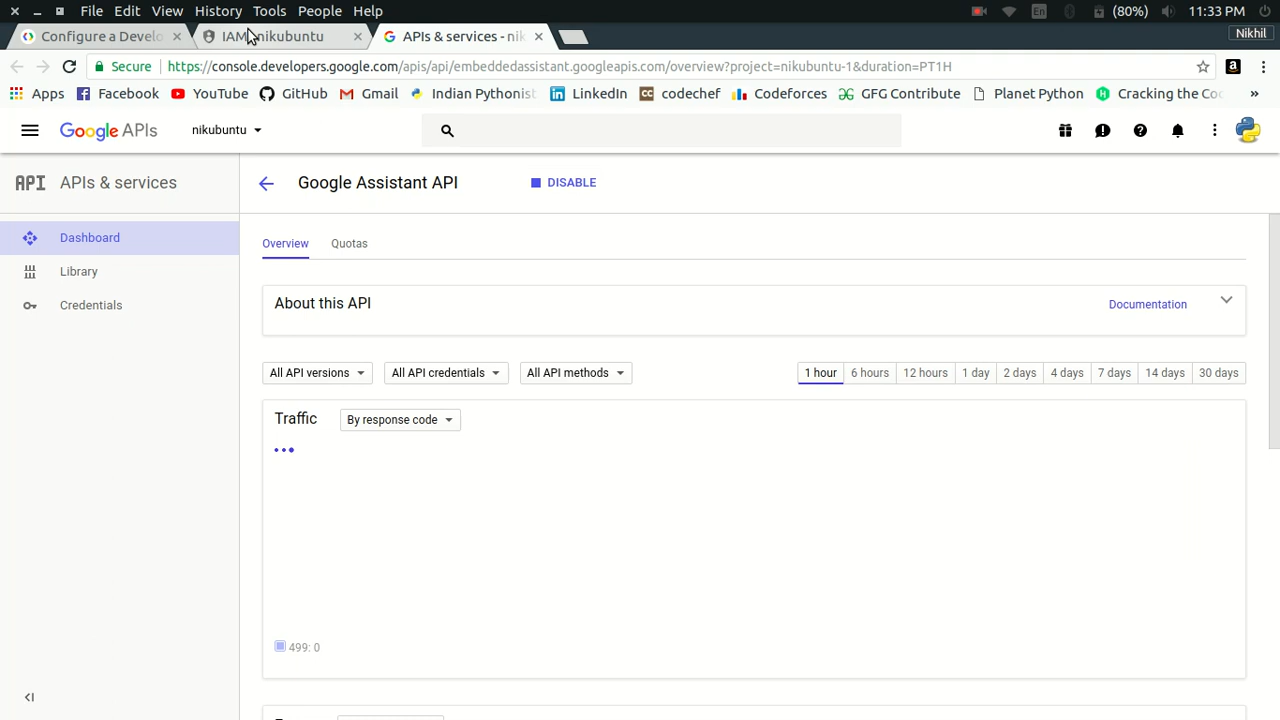 File Edit View History Tools People Help En (80%) 11:33 PM
Configure a Develo IAM nikubuntu APIs & services - nik Nikhil
Secure https://console.developers.google.com/apis/api/embeddedassistant.googleapis.com/overview?project=nikubuntu-1&duration=PT1H
Apps Facebook YouTube GitHub Gmail Indian Pythonist LinkedIn codechef Codeforces GFG Contribute Planet Python Cracking the Co »
Google APIs nikubuntu
API APIs & services Google Assistant API DISABLE
Dashboard
Library
Credentials
Overview Quotas
About this API Documentation
All API versions All API credentials All API methods 1 hour 6 hours 12 hours 1 day 2 days 4 days 7 days 14 days 30 days
Traffic By response code
499: 0